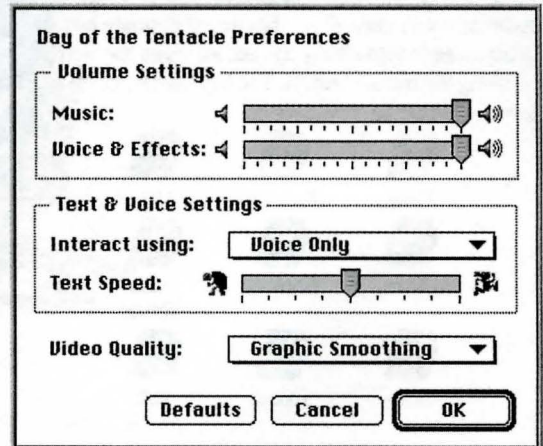 Day of the Tentacle Preferences
Volume Settings
Music:
Voice & Effects:
Text & Voice Settings
Interact using: Voice Only
Text Speed:
Video Quality: Graphic Smoothing
Defaults Cancel OK